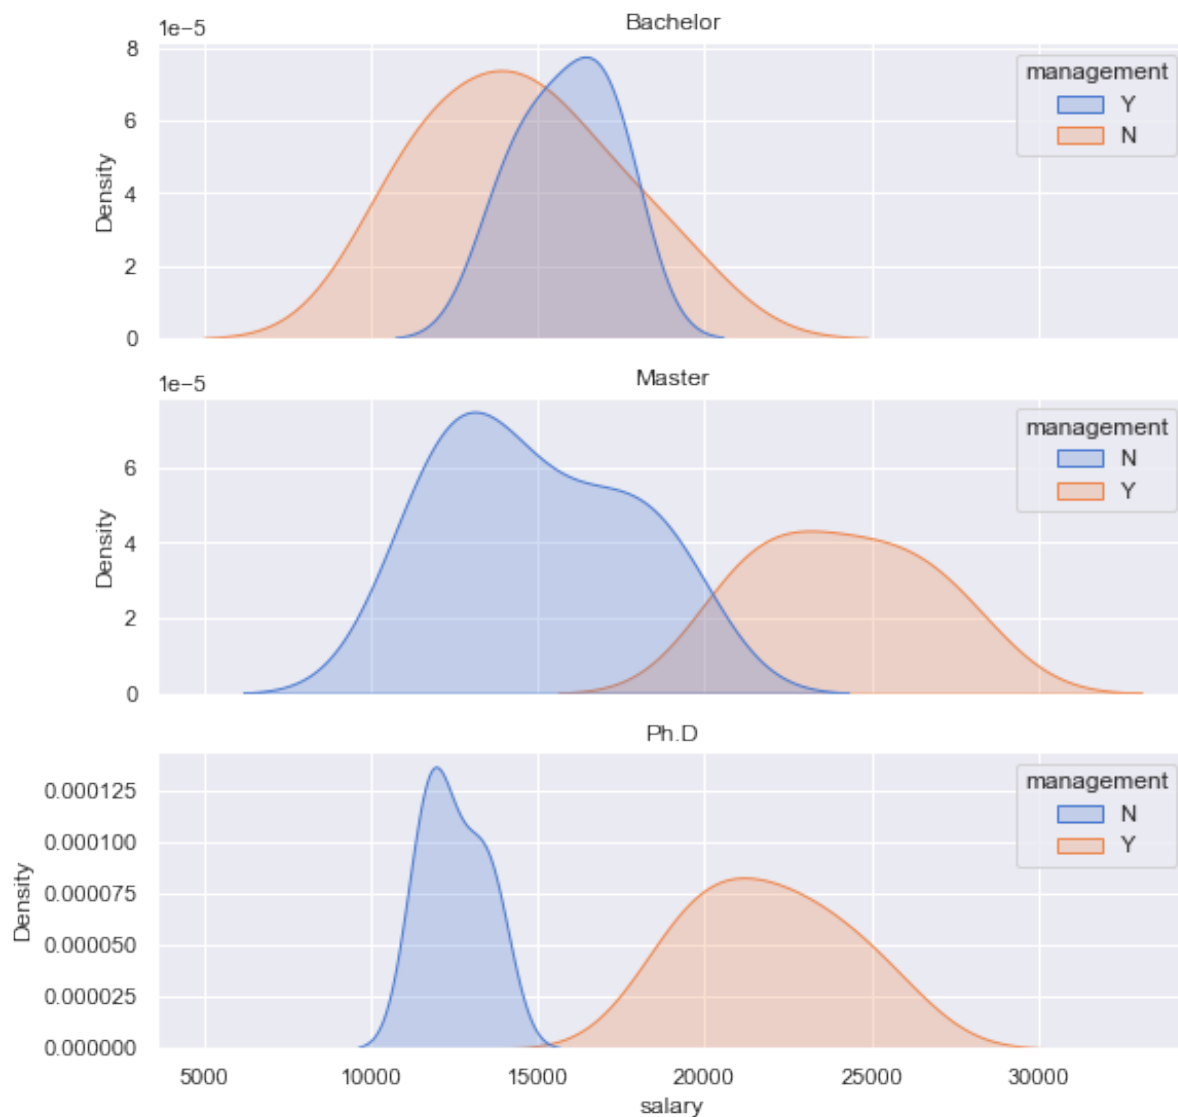 Bachelor
1e−5
8
6
4
2
0
Density
management
Y
N
Master
1e−5
6
4
2
0
Density
management
N
Y
Ph.D
0.000125
0.000100
0.000075
0.000050
0.000025
0.000000
Density
management
N
Y
5000 10000 15000 20000 25000 30000
salary